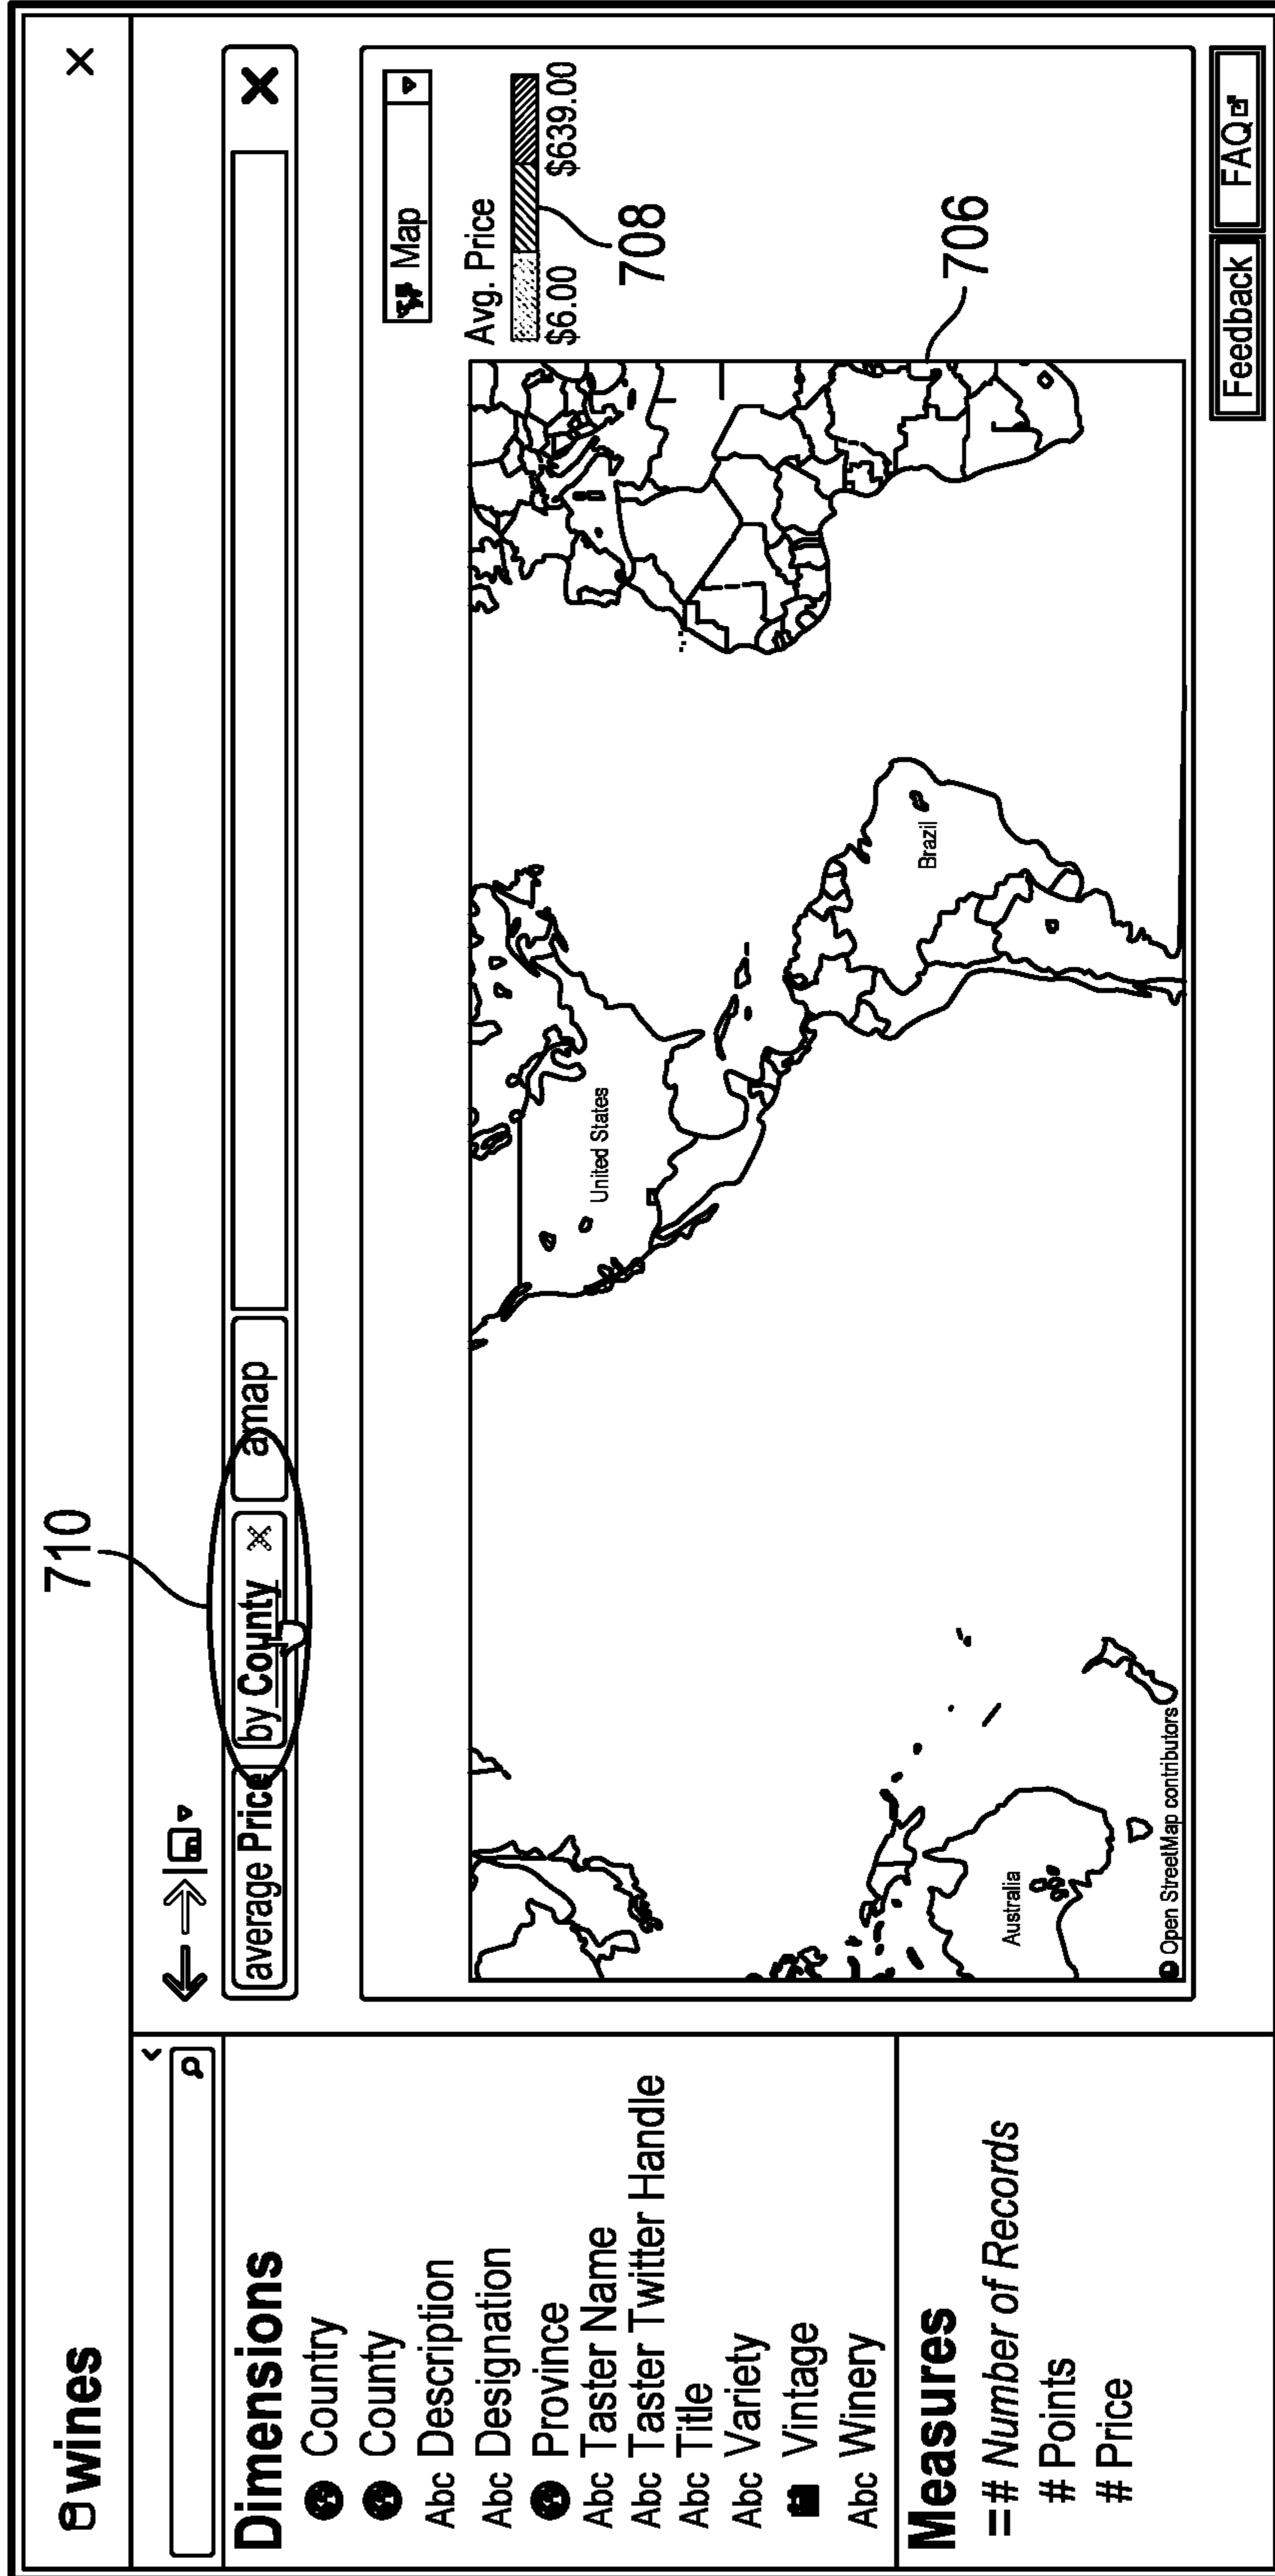 wines
×
710
average Price by County × a map
×
Dimensions
Country
County
Abc Description
Abc Designation
Province
Abc Taster Name
Abc Taster Twitter Handle
Abc Title
Abc Variety
Vintage
Abc Winery
Measures
=# Number of Records
# Points
# Price
Map
Avg. Price
$6.00 $639.00
708
706
United States
Brazil
Australia
Open StreetMap contributors
Feedback FAQ